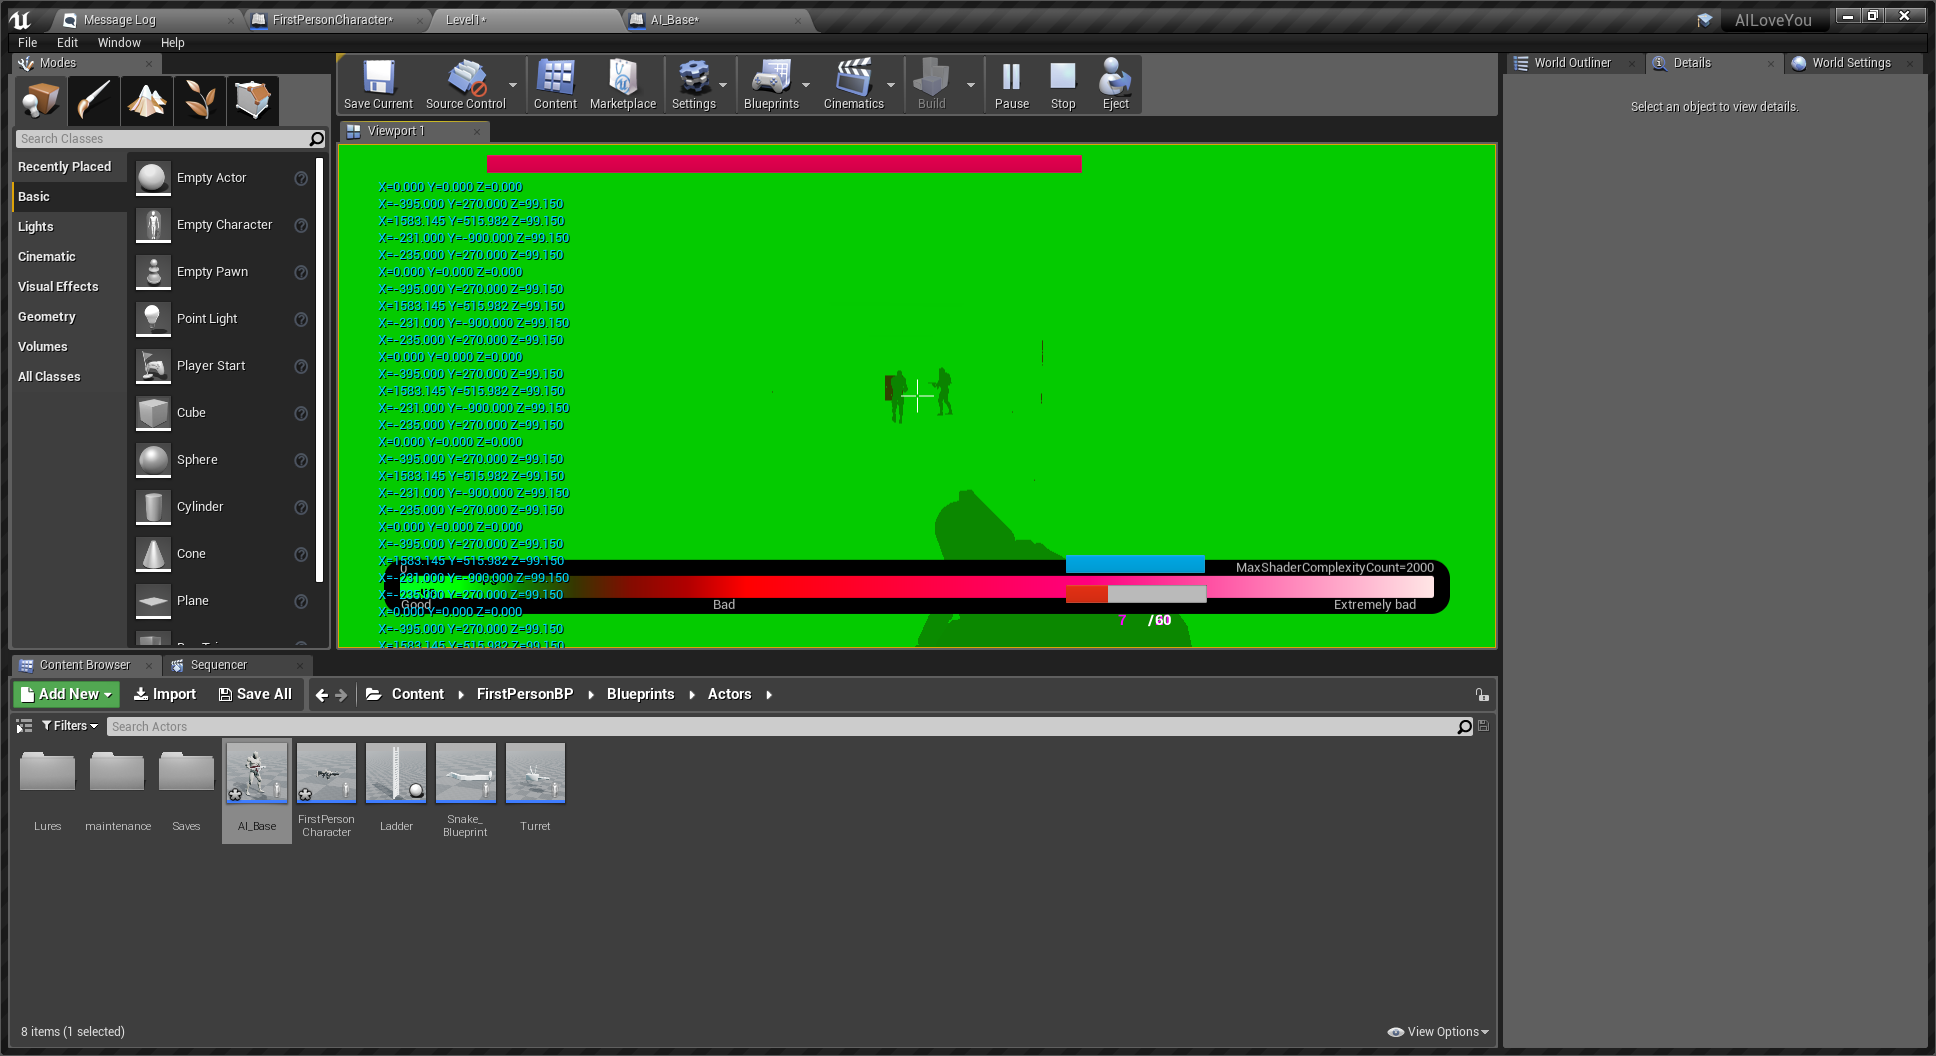 Message Log
FirstPersonCharacter*
Level1*
AI_Base*
AILoveYou
File Edit Window Help
Modes
Search Classes
Recently Placed
Basic
Lights
Cinematic
Visual Effects
Geometry
Volumes
All Classes
Empty Actor
Empty Character
Empty Pawn
Point Light
Player Start
Cube
Sphere
Cylinder
Cone
Plane
Save Current
Source Control
Content
Marketplace
Settings
Blueprints
Cinematics
Build
Pause
Stop
Eject
Viewport 1
X=0.000 Y=0.000 Z=0.000
X=-395.000 Y=270.000 Z=99.150
X=1583.145 Y=515.982 Z=99.150
X=-231.000 Y=-900.000 Z=99.150
X=-235.000 Y=270.000 Z=99.150
X=0.000 Y=0.000 Z=0.000
X=-395.000 Y=270.000 Z=99.150
X=1583.145 Y=515.982 Z=99.150
X=-231.000 Y=-900.000 Z=99.150
X=-235.000 Y=270.000 Z=99.150
X=0.000 Y=0.000 Z=0.000
X=-395.000 Y=270.000 Z=99.150
X=1583.145 Y=515.982 Z=99.150
X=-231.000 Y=-900.000 Z=99.150
X=-235.000 Y=270.000 Z=99.150
X=0.000 Y=0.000 Z=0.000
X=-395.000 Y=270.000 Z=99.150
X=1583.145 Y=515.982 Z=99.150
X=-231.000 Y=-900.000 Z=99.150
X=-235.000 Y=270.000 Z=99.150
X=0.000 Y=0.000 Z=0.000
X=-395.000 Y=270.000 Z=99.150
X=1583.145 Y=515.982 Z=99.150
X=-231.000 Y=-900.000 Z=99.150
X=-235.000 Y=270.000 Z=99.150
X=0.000 Y=0.000 Z=0.000
X=-395.000 Y=270.000 Z=99.150
X=1583.145 Y=515.982 Z=99.150
0
MaxShaderComplexityCount=2000
Good
Bad
Extremely bad
7 /60
World Outliner
Details
World Settings
Select an object to view details.
Content Browser
Sequencer
Add New
Import
Save All
Content
FirstPersonBP
Blueprints
Actors
Filters
Search Actors
Lures
maintenance
Saves
AI_Base
FirstPerson
Character
Ladder
Snake_
Blueprint
Turret
8 items (1 selected)
View Options